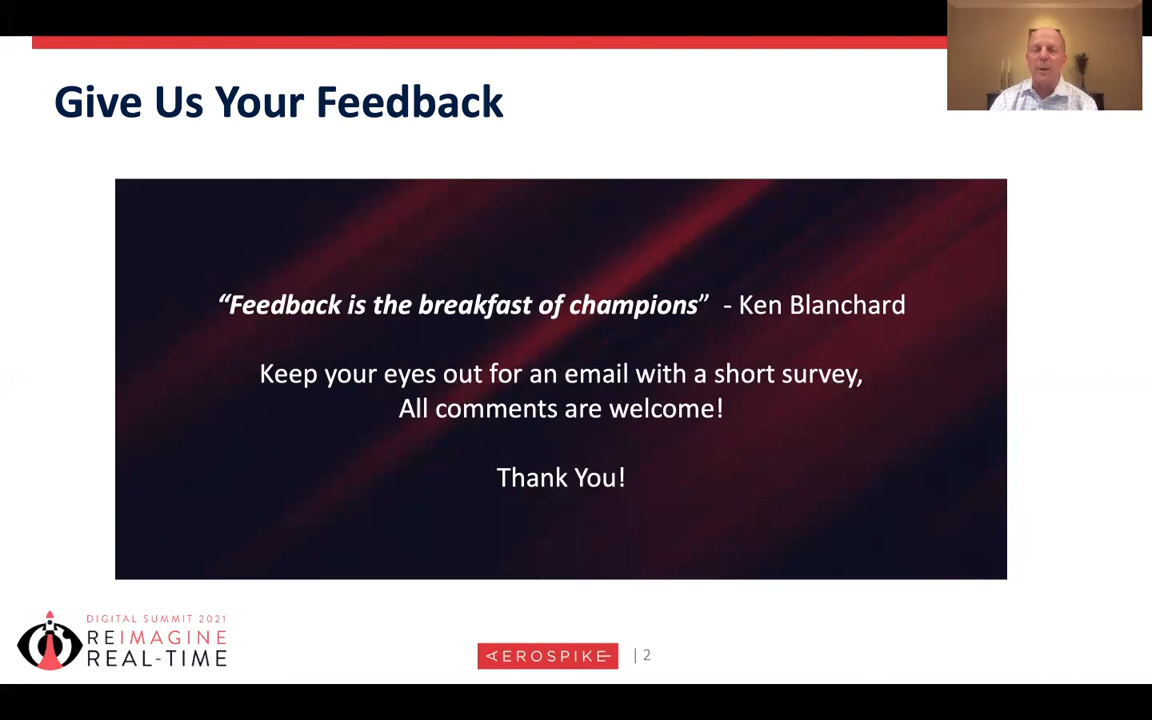 Give Us Your Feedback
“Feedback is the breakfast of champions” - Ken Blanchard
Keep your eyes out for an email with a short survey,
All comments are welcome!
Thank You!
DIGITAL SUMMIT 2021
REIMAGINE
REAL-TIME
AEROSPIKE
| 2